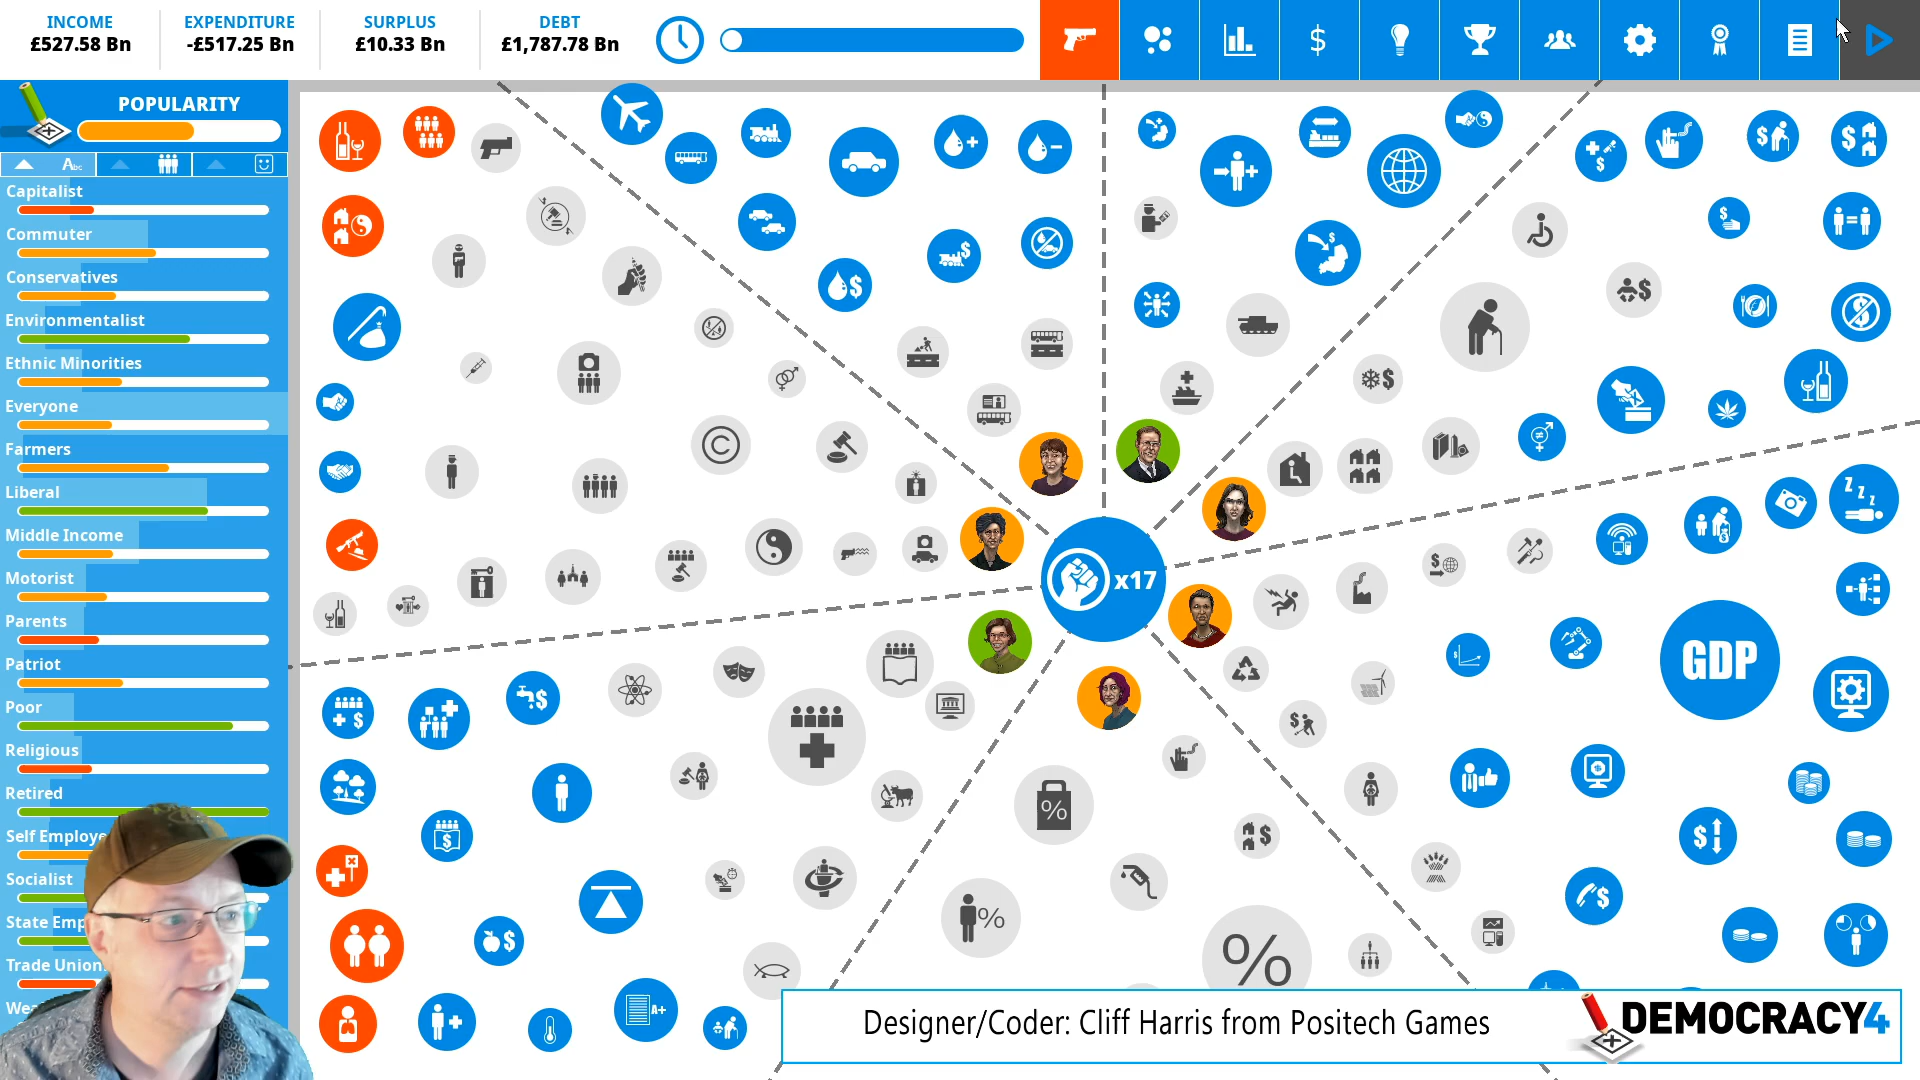 INCOME
£527.58 Bn
EXPENDITURE
-£517.25 Bn
SURPLUS
£10.33 Bn
DEBT
£1,787.78 Bn
POPULARITY
Abc
Capitalist
Commuter
Conservatives
Environmentalist
Ethnic Minorities
Everyone
Farmers
Liberal
Middle Income
Motorist
Parents
Patriot
Poor
Religious
Retired
Self Employe
Socialist
State Emp
Trade Union
Wea
x17
GDP
Z Z Z
A+
%
%
%
Designer/Coder: Cliff Harris from Positech Games
DEMOCRACY4